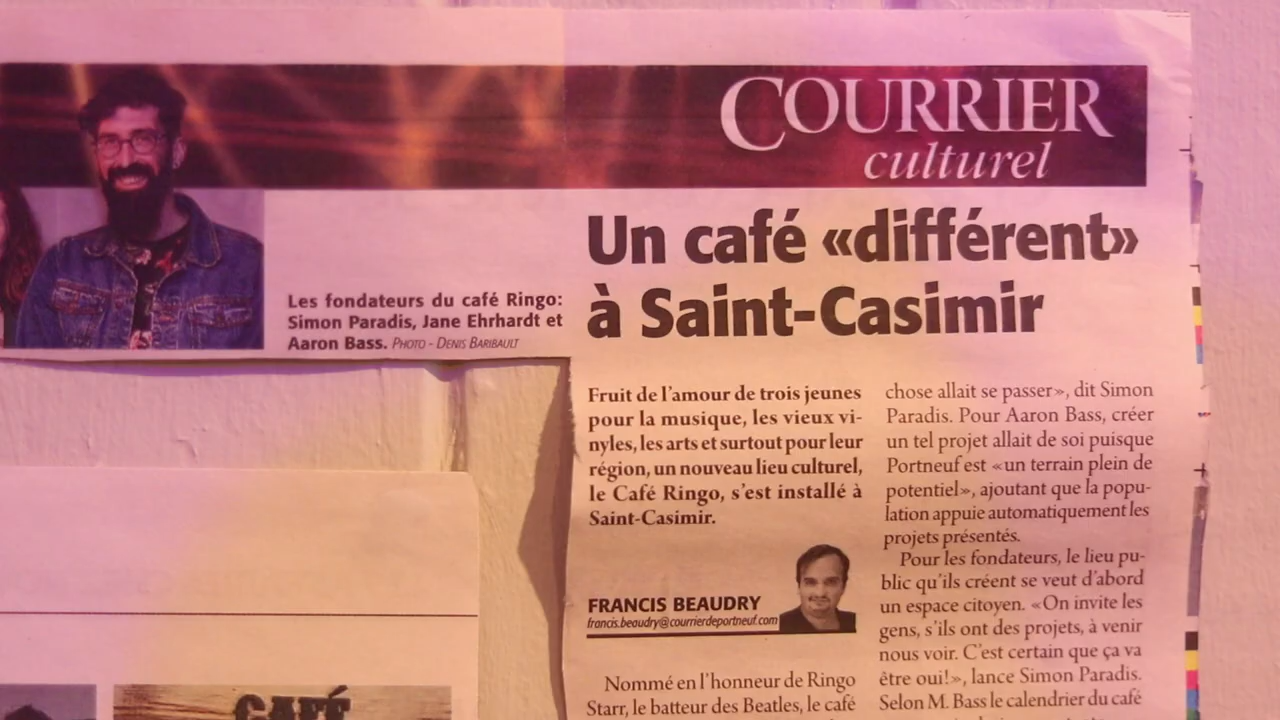 COURRIER
culturel
Les fondateurs du café Ringo:
Simon Paradis, Jane Ehrhardt et
Aaron Bass. PHOTO - DENIS BARIBAULT
Un café «différent»
à Saint-Casimir
Fruit de l'amour de trois jeunes
pour la musique, les vieux vi-
nyles, les arts et surtout pour leur
région, un nouveau lieu culturel,
le Café Ringo, s'est installé à
Saint-Casimir.
FRANCIS BEAUDRY
francis.beaudry@courrierdeportneuf.com
Nommé en l'honneur de Ringo
Starr, le batteur des Beatles, le café
chose allait se passer», dit Simon
Paradis. Pour Aaron Bass, créer
un tel projet allait de soi puisque
Portneuf est «un terrain plein de
potentiel», ajoutant que la popu-
lation appuie automatiquement les
projets présentés.
Pour les fondateurs, le lieu pu-
blic qu'ils créent se veut d'abord
un espace citoyen. «On invite les
gens, s'ils ont des projets, à venir
nous voir. C'est certain que ça va
être oui!», lance Simon Paradis.
Selon M. Bass le calendrier du café
CAFÉ